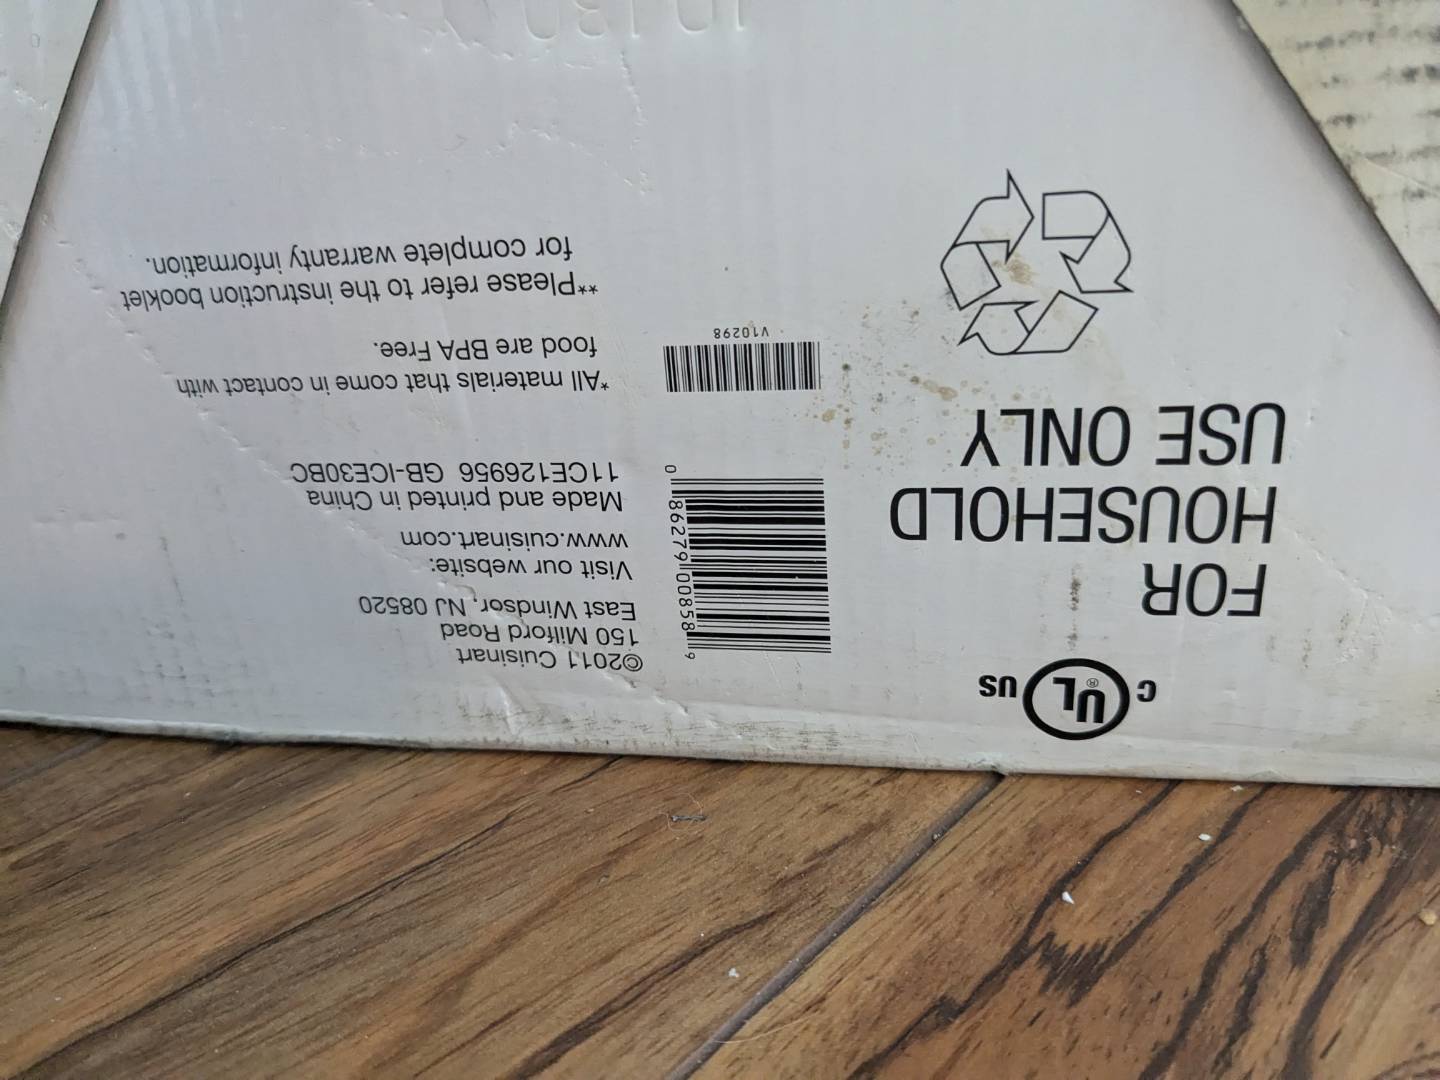 C UL® US
FOR
HOUSEHOLD
USE ONLY
0 86279 00858 9
V10298
©2011 Cuisinart
150 Milford Road
East Windsor, NJ 08520
Visit our website:
www.cuisinart.com
Made and printed in China
11CE126956 GB-ICE30BC
*All materials that come in contact with
food are BPA Free.
**Please refer to the instruction booklet
for complete warranty information.